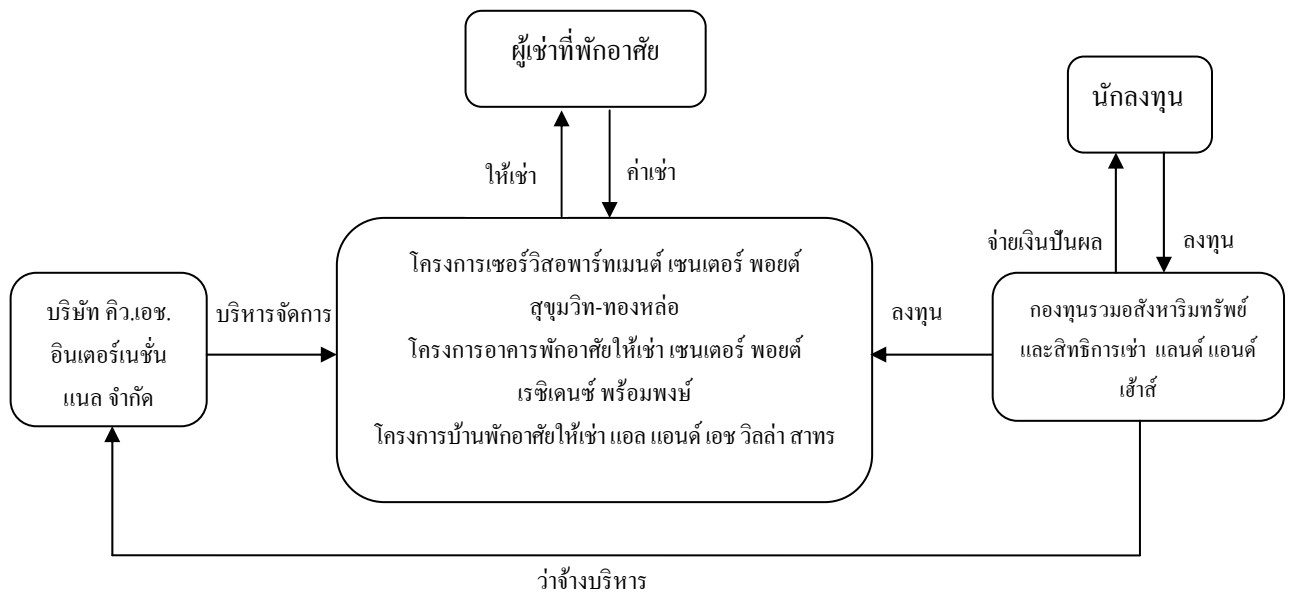 ผู้เช่าที่พักอาศัย
นักลงทุน
ให้เช่า
ค่าเช่า
จ่ายเงินปันผล
ลงทุน
โครงการเซอร์วิสอพาร์ทเมนต์ เซนเตอร์ พอยต์
สุขุมวิท-ทองหล่อ
โครงการอาคารพักอาศัยให้เช่า เซนเตอร์ พอยต์
เรซิเดนซ์ พร้อมพงษ์
โครงการบ้านพักอาศัยให้เช่า แอล แอนด์ เอช วิลล่า สาทร
บริษัท คิว.เอช.
อินเตอร์เนชั่น
แนล จำกัด
บริหารจัดการ
ลงทุน
กองทุนรวมอสังหาริมทรัพย์
และสิทธิการเช่า แลนด์ แอนด์
เฮ้าส์
ว่าจ้างบริหาร